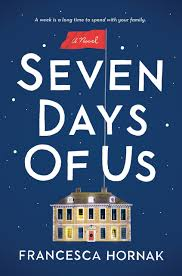 A week is a long time to spend with your family.
A Novel
SEVEN
DAYS
OF US
FRANCESCA HORNAK